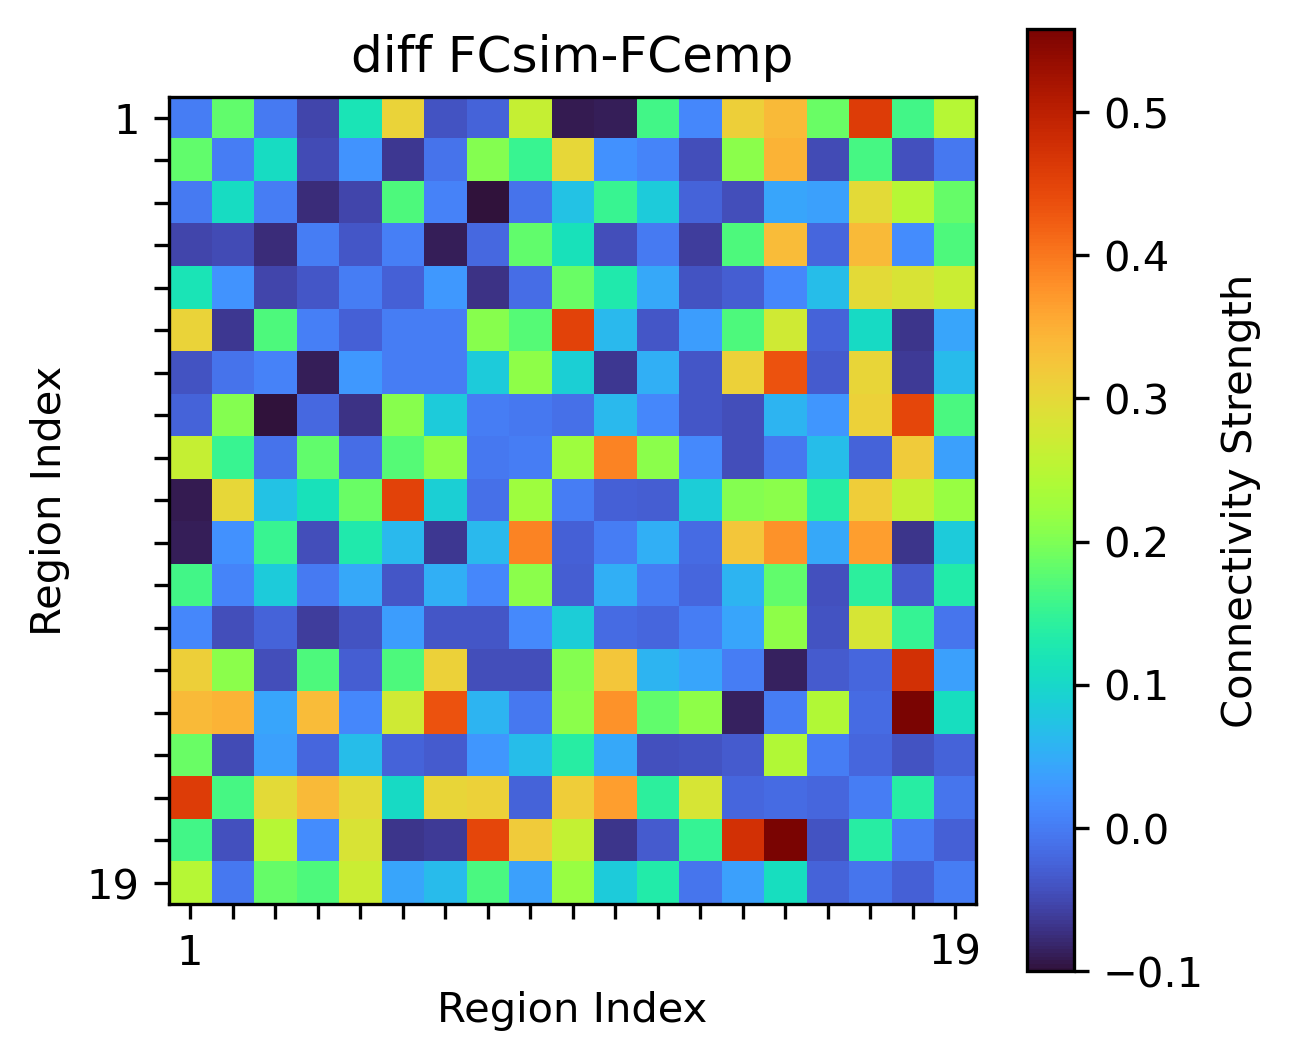 diff FCsim-FCemp
1
19
Region Index
1
19
Region Index
0.5
0.4
0.3
0.2
0.1
0.0
−0.1
Connectivity Strength